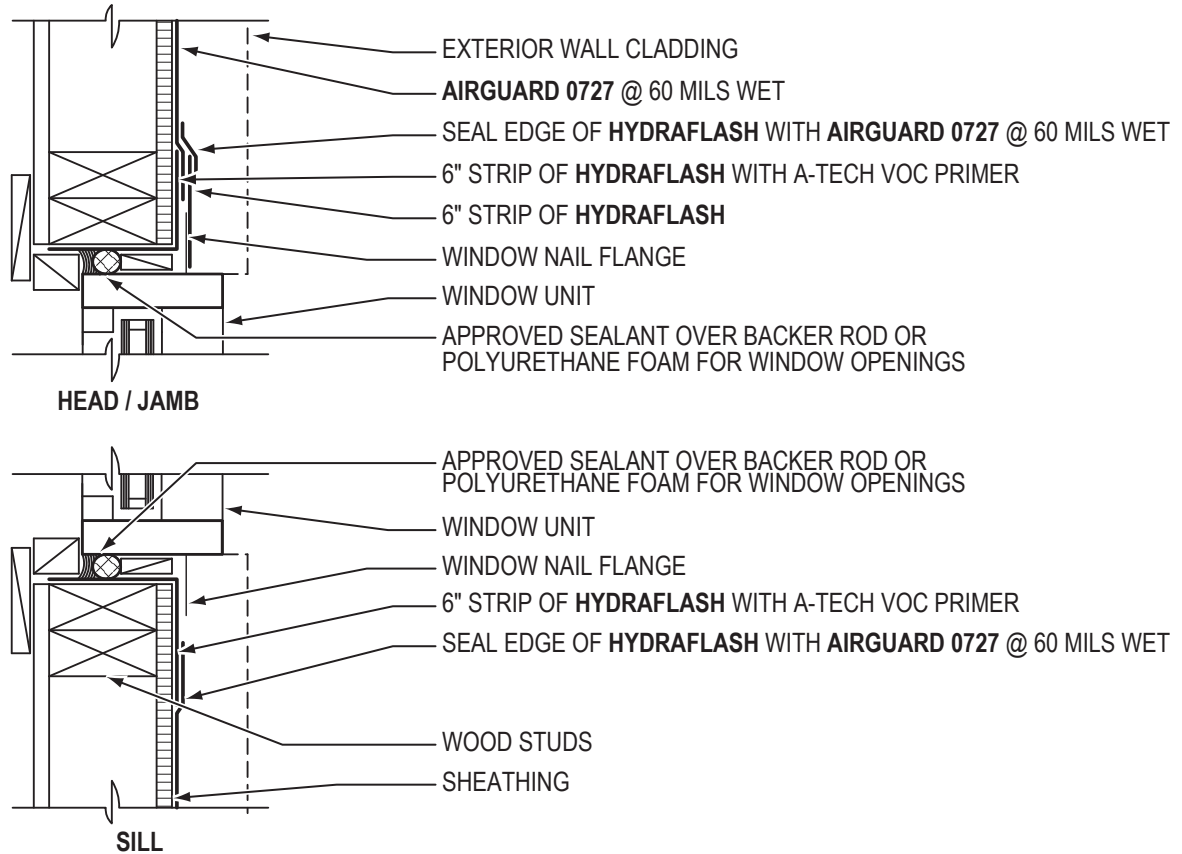 EXTERIOR WALL CLADDING
AIRGUARD 0727 @ 60 MILS WET
SEAL EDGE OF HYDRAFLASH WITH AIRGUARD 0727 @ 60 MILS WET
6" STRIP OF HYDRAFLASH WITH A-TECH VOC PRIMER
6" STRIP OF HYDRAFLASH
WINDOW NAIL FLANGE
WINDOW UNIT
APPROVED SEALANT OVER BACKER ROD OR
POLYURETHANE FOAM FOR WINDOW OPENINGS
HEAD / JAMB
APPROVED SEALANT OVER BACKER ROD OR
POLYURETHANE FOAM FOR WINDOW OPENINGS
WINDOW UNIT
WINDOW NAIL FLANGE
6" STRIP OF HYDRAFLASH WITH A-TECH VOC PRIMER
SEAL EDGE OF HYDRAFLASH WITH AIRGUARD 0727 @ 60 MILS WET
WOOD STUDS
SHEATHING
SILL